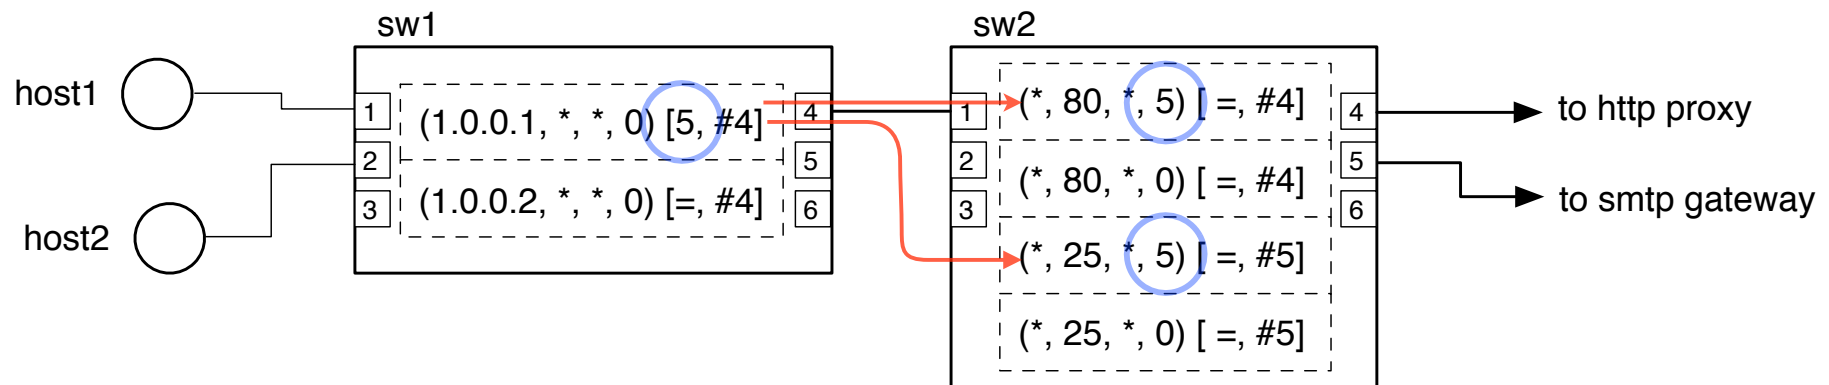 sw1
sw2
host1
host2
1
2
3
(1.0.0.1, *, *, 0) [5, #4]
(1.0.0.2, *, *, 0) [=, #4]
4
5
6
1
2
3
(*, 80, *, 5) [ =, #4]
(*, 80, *, 0) [ =, #4]
(*, 25, *, 5) [ =, #5]
(*, 25, *, 0) [ =, #5]
4
5
6
to http proxy
to smtp gateway